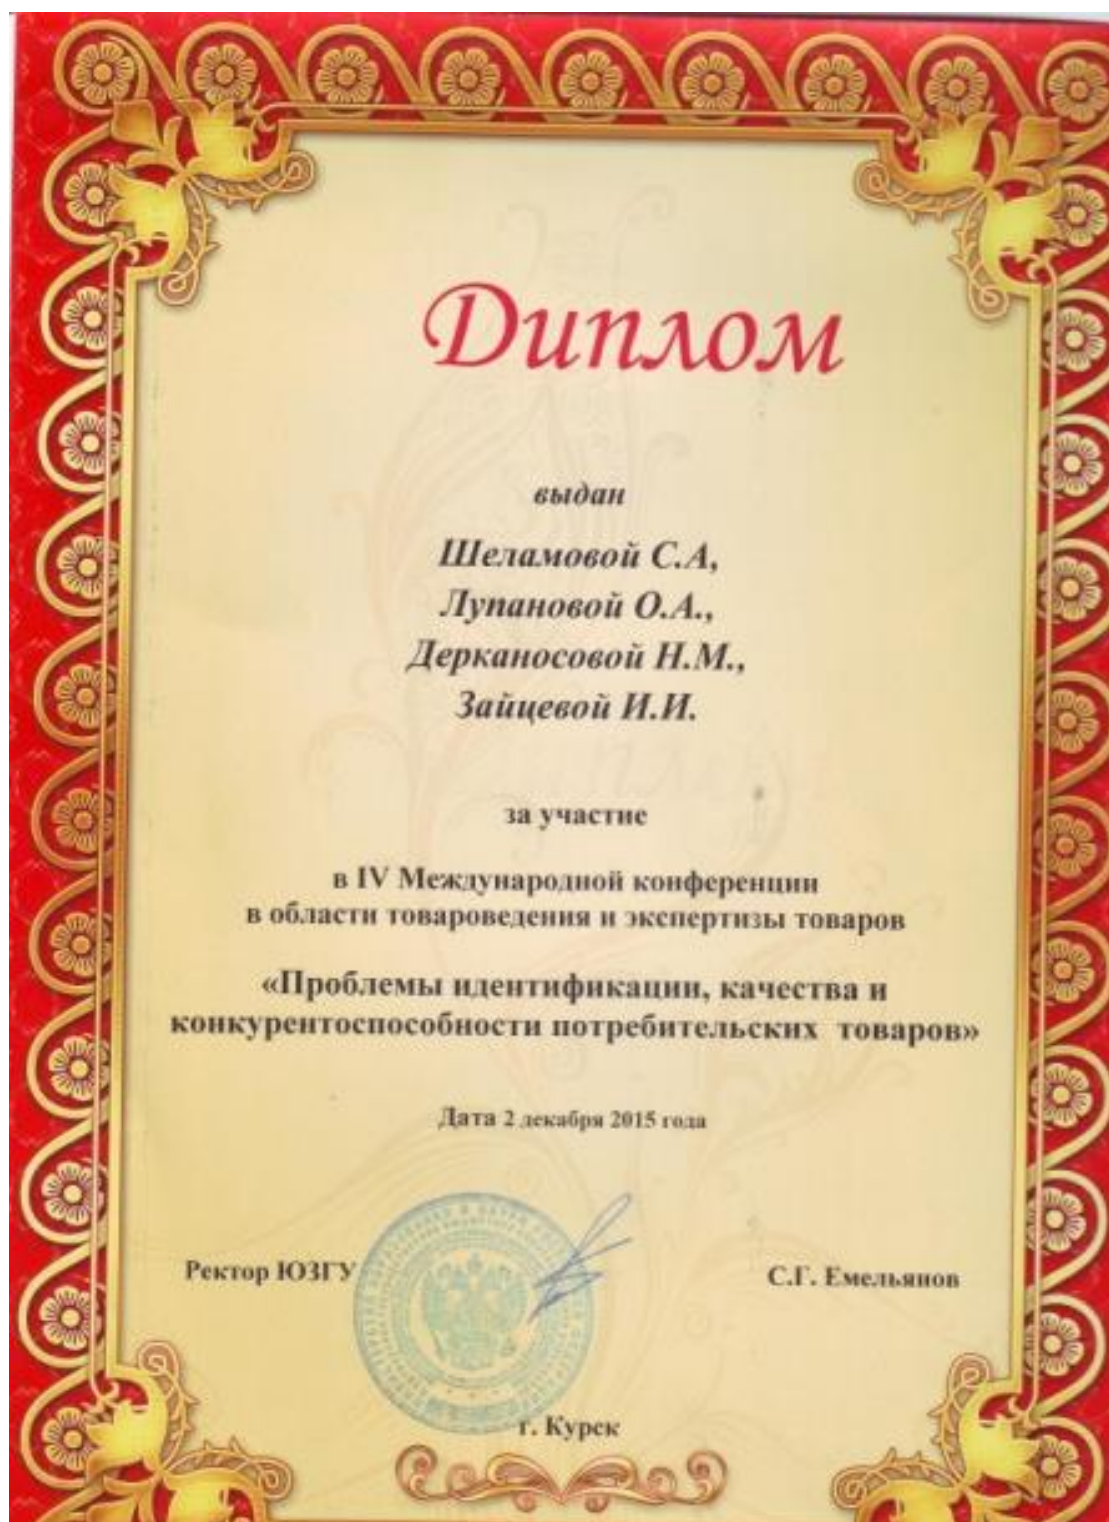 Диплом
выдан
Шеламовой С.А,
Лупановой О.А.,
Дерканосовой Н.М.,
Зайцевой И.И.
за участие
в IV Международной конференции
в области товароведения и экспертизы товаров
«Проблемы идентификации, качества и
конкурентоспособности потребительских товаров»
Дата 2 декабря 2015 года
Ректор ЮЗГУ
С.Г. Емельянов
г. Курск